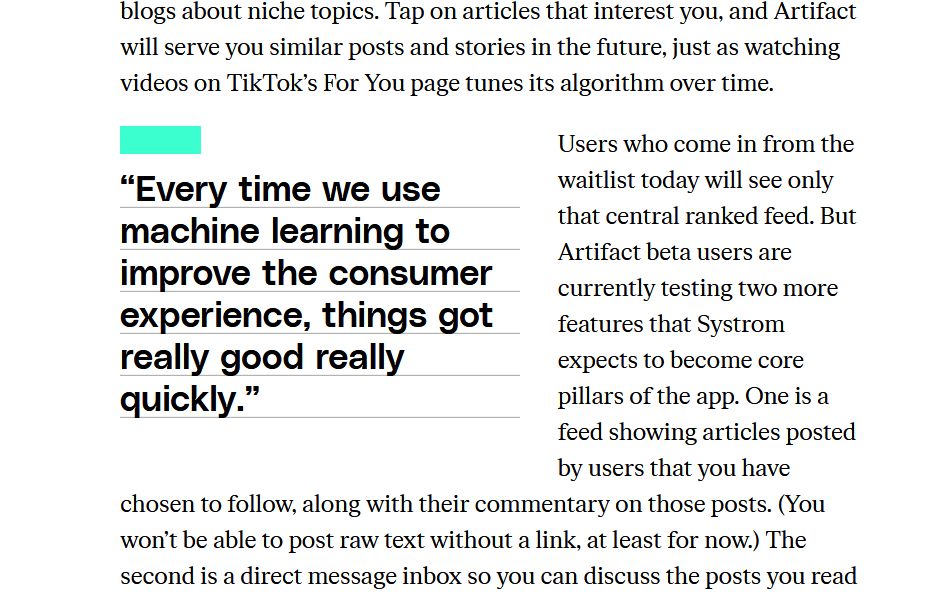 blogs about niche topics. Tap on articles that interest you, and Artifact
will serve you similar posts and stories in the future, just as watching
videos on TikTok’s For You page tunes its algorithm over time.
“Every time we use
machine learning to
improve the consumer
experience, things got
really good really
quickly.”
Users who come in from the
waitlist today will see only
that central ranked feed. But
Artifact beta users are
currently testing two more
features that Systrom
expects to become core
pillars of the app. One is a
feed showing articles posted
by users that you have
chosen to follow, along with their commentary on those posts. (You
won’t be able to post raw text without a link, at least for now.) The
second is a direct message inbox so you can discuss the posts you read